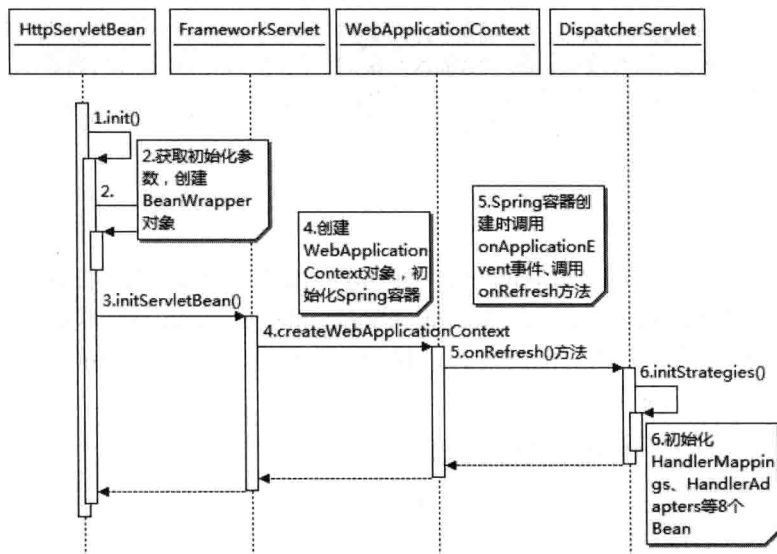 HttpServletBean
FrameworkServlet
WebApplicationContext
DispatcherServlet
1.init()
2.获取初始化参
数，创建
BeanWrapper
对象
2.
4.创建
WebApplication
Context对象，初
始化Spring容器
5.Spring容器创
建时调用
onApplicationE
vent事件、调用
onRefresh方法
3.initServletBean()
4.createWebApplicationContext
5.onRefresh()方法
6.initStrategies()
6.初始化
HandlerMappin
gs、HandlerAd
apters等8个
Bean